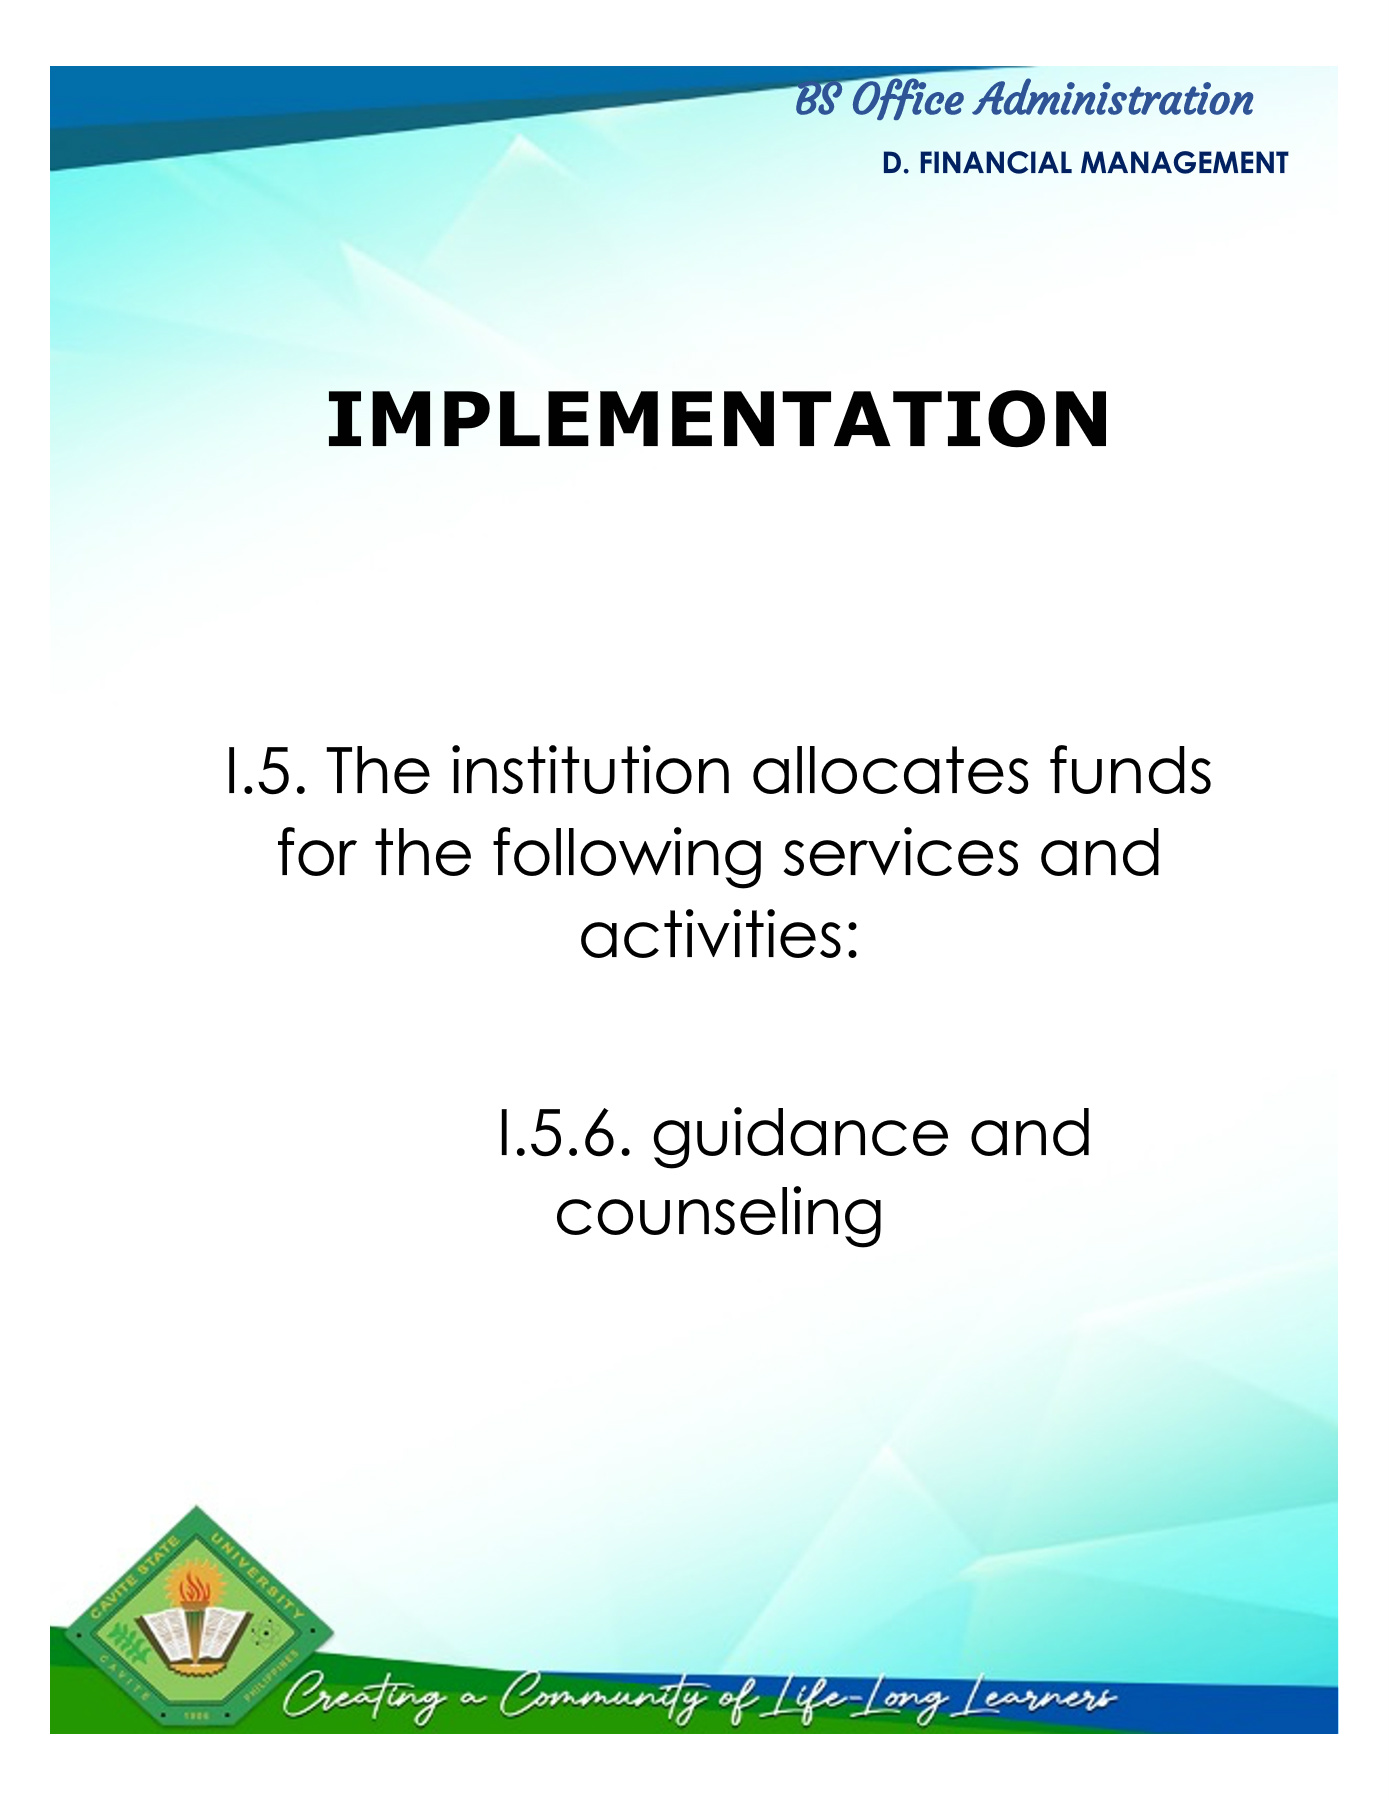 BS Office Administration
D. FINANCIAL MANAGEMENT
IMPLEMENTATION
I.5. The institution allocates funds
for the following services and
activities:
I.5.6. guidance and
counseling
CAVITE STATE UNIVERSITY
CAVITE
PHILIPPINES
1906
Creating a Community of Life-Long Learners